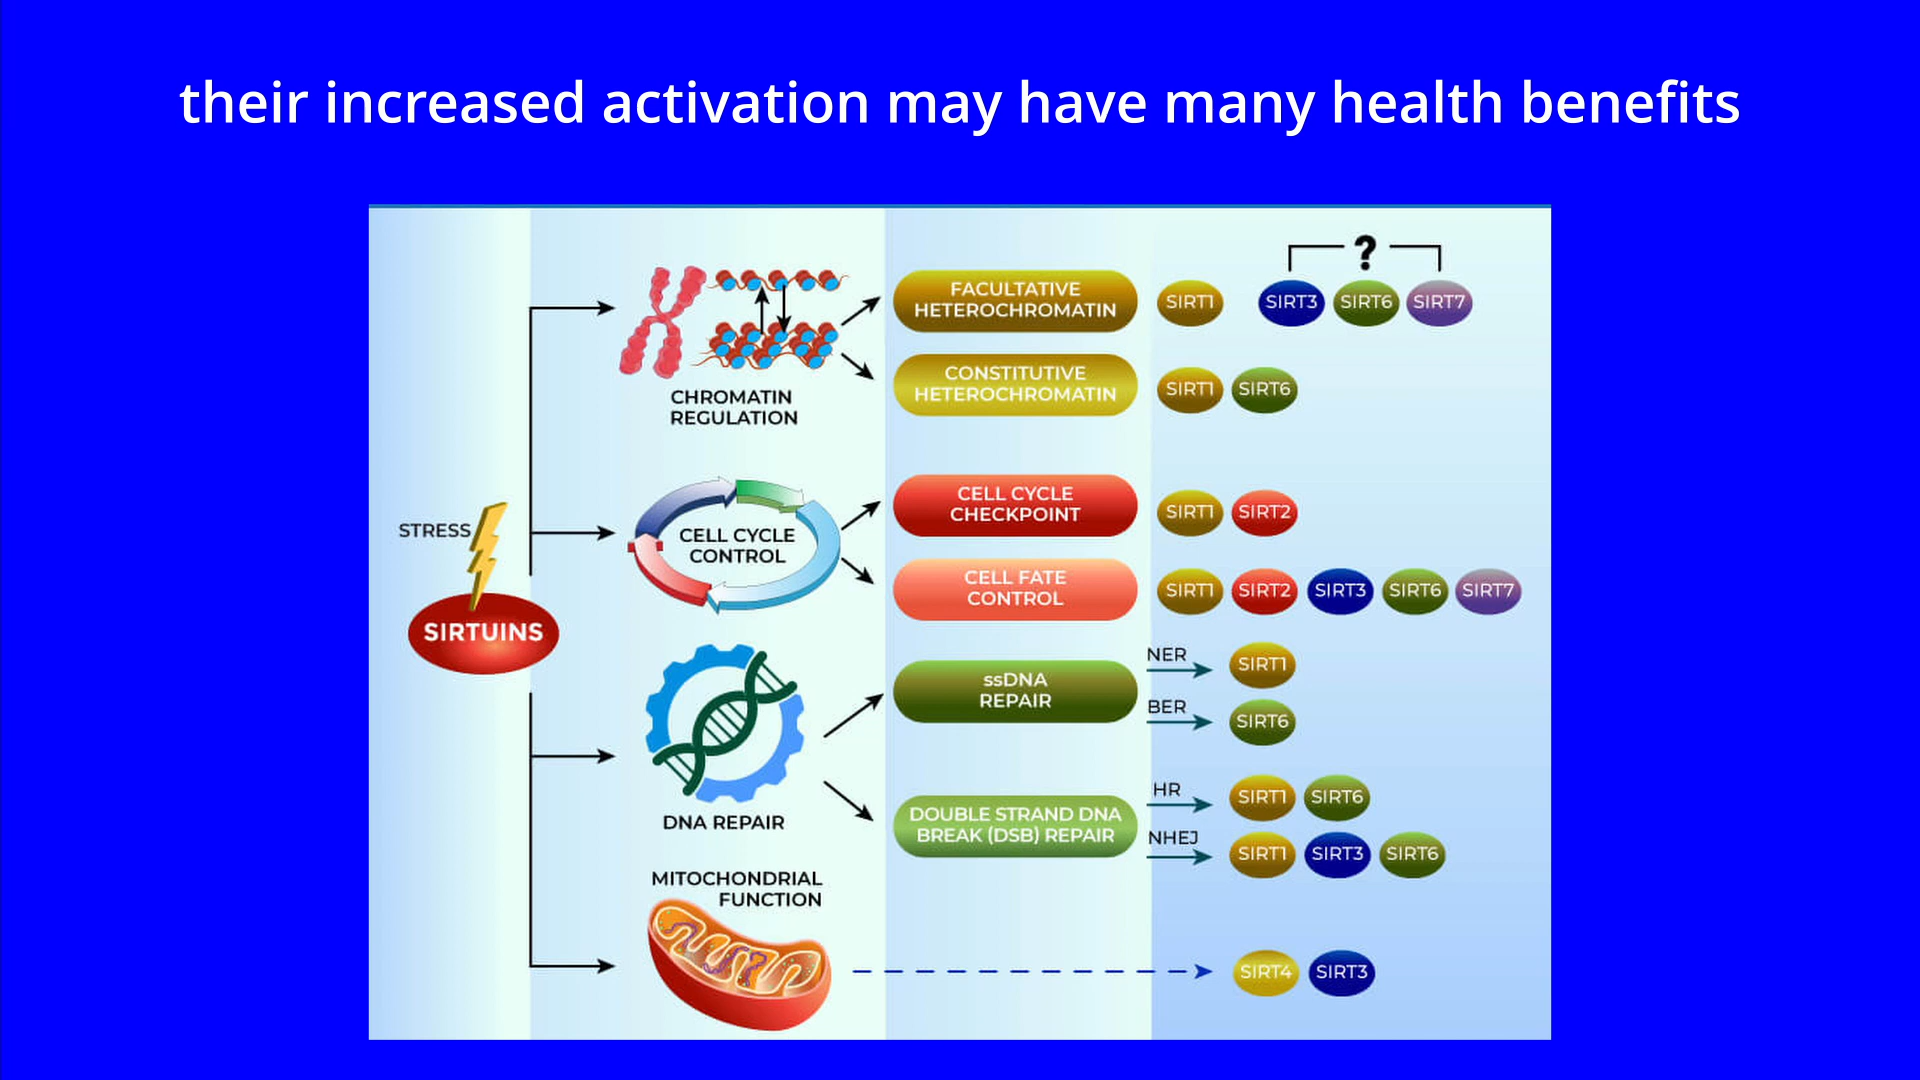 their increased activation may have many health benefits
?
FACULTATIVE
HETEROCHROMATIN
SIRT1
SIRT3
SIRT6
SIRT7
CONSTITUTIVE
HETEROCHROMATIN
SIRT1
SIRT6
CHROMATIN
REGULATION
STRESS
SIRTUINS
CELL CYCLE
CONTROL
CELL CYCLE
CHECKPOINT
SIRT1
SIRT2
CELL FATE
CONTROL
SIRT1
SIRT2
SIRT3
SIRT6
SIRT7
DNA REPAIR
ssDNA
REPAIR
NER
SIRT1
BER
SIRT6
DOUBLE STRAND DNA
BREAK (DSB) REPAIR
HR
SIRT1
SIRT6
NHEJ
SIRT1
SIRT3
SIRT6
MITOCHONDRIAL
FUNCTION
SIRT4
SIRT3